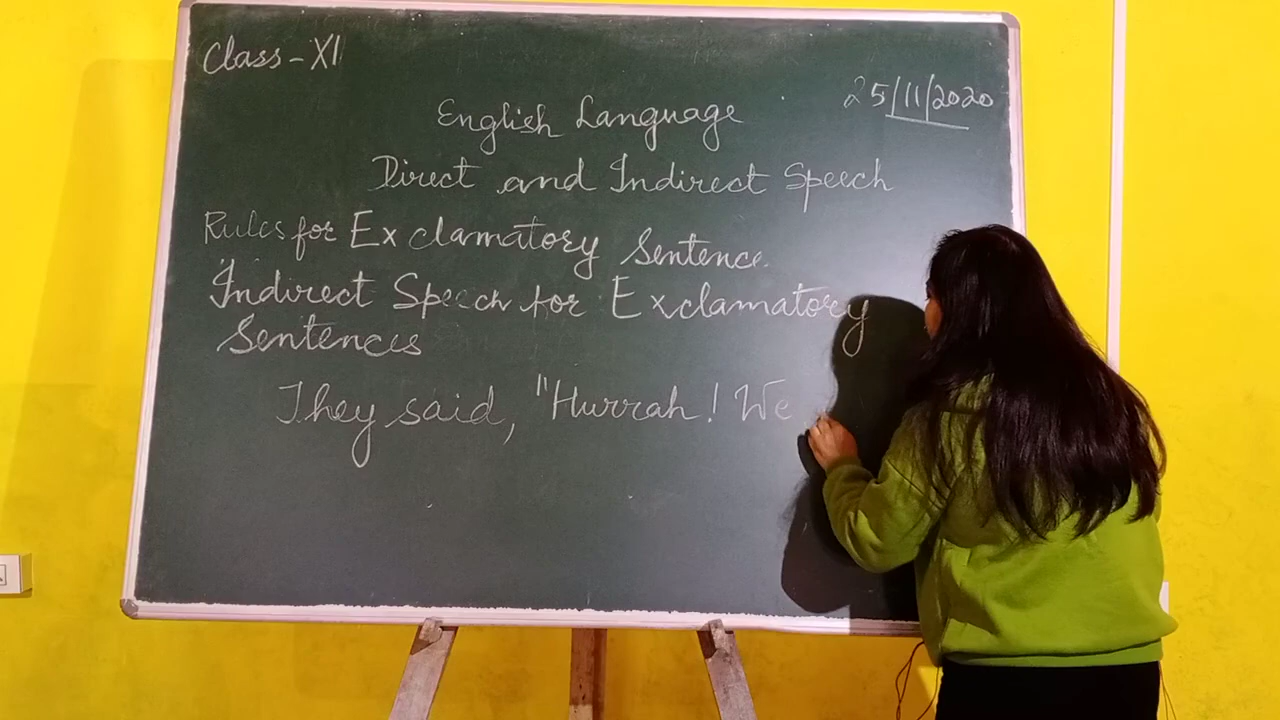 Class - XI
25/11/2020
English Language
Direct and Indirect Speech
Rules for Exclamatory Sentence.
Indirect Speech for Exclamatory
Sentences
They said, "Hurrah! We